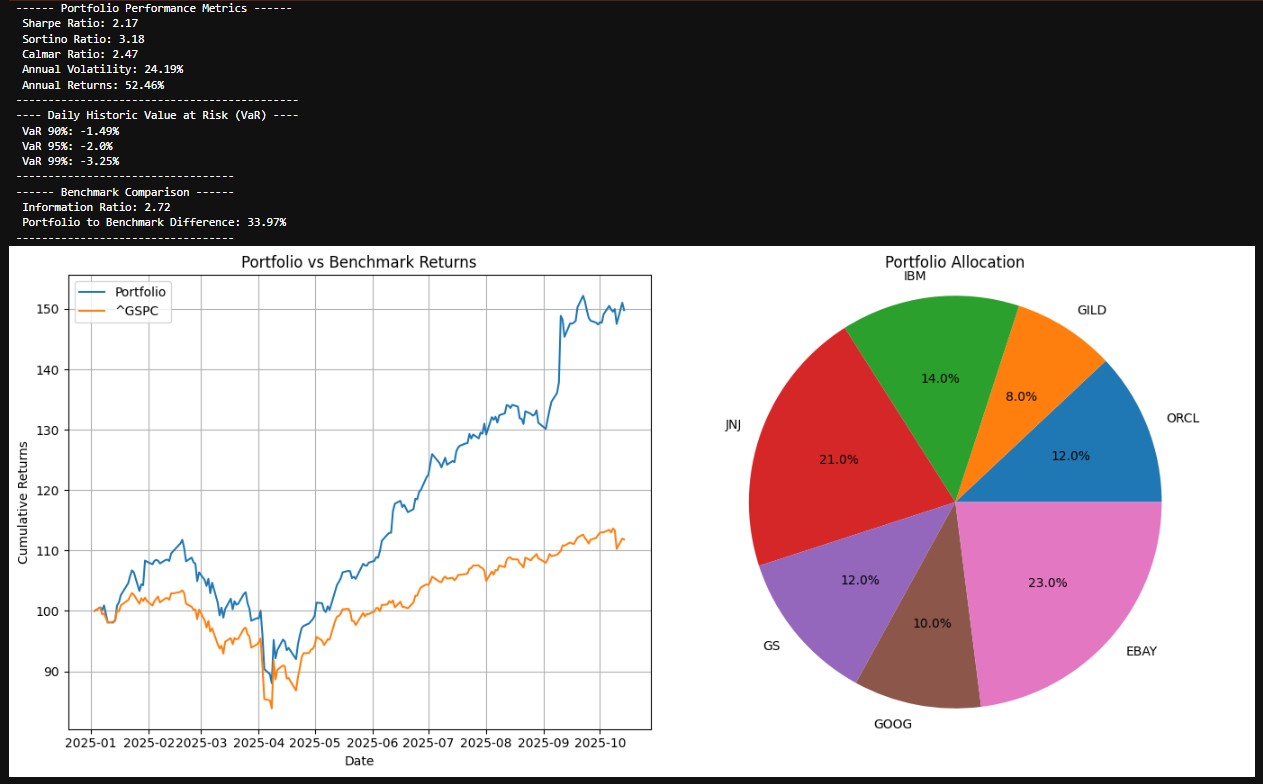 ------ Portfolio Performance Metrics ------
Sharpe Ratio: 2.17
Sortino Ratio: 3.18
Calmar Ratio: 2.47
Annual Volatility: 24.19%
Annual Returns: 52.46%
--------------------------------------------
---- Daily Historic Value at Risk (VaR) ----
VaR 90%: -1.49%
VaR 95%: -2.0%
VaR 99%: -3.25%
----------------------------------
------ Benchmark Comparison ------
Information Ratio: 2.72
Portfolio to Benchmark Difference: 33.97%
----------------------------------
Portfolio vs Benchmark Returns
Portfolio
^GSPC
150
140
130
120
110
100
90
Cumulative Returns
2025-01 2025-02 2025-03 2025-04 2025-05 2025-06 2025-07 2025-08 2025-09 2025-10
Date
Portfolio Allocation
IBM
GILD
14.0%
8.0%
ORCL
JNJ
12.0%
21.0%
12.0%
23.0%
10.0%
GS
EBAY
GOOG